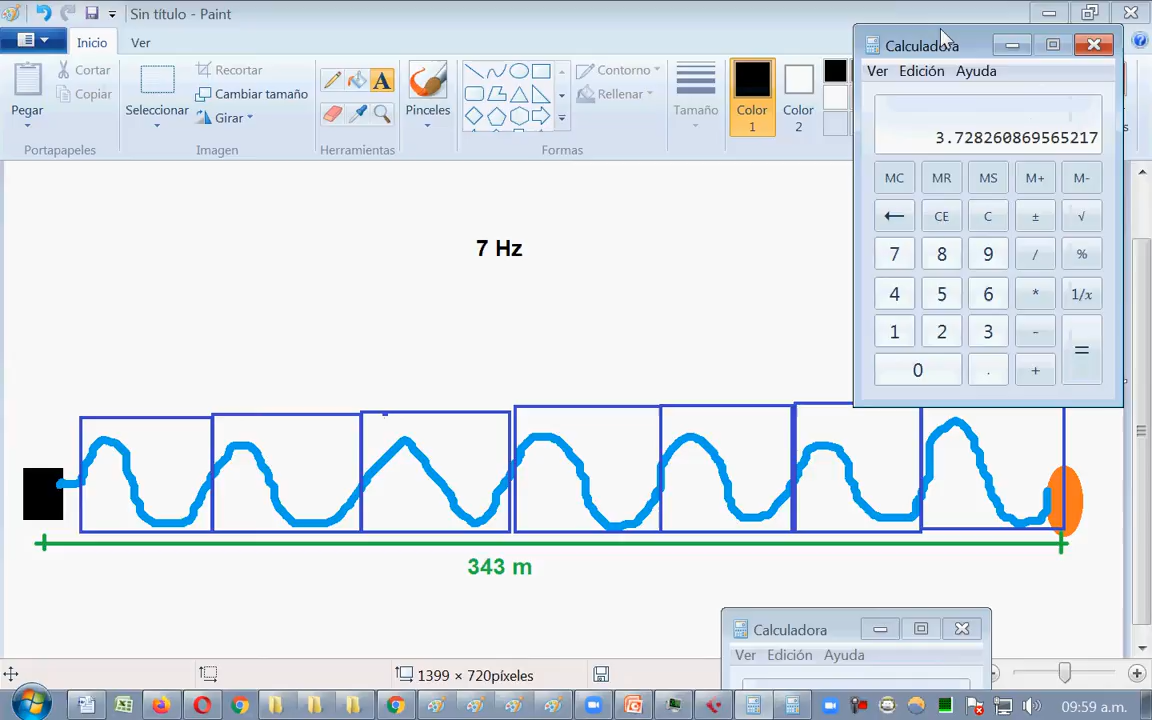 Sin título - Paint
Inicio
Ver
Pegar
Cortar
Copiar
Portapapeles
Seleccionar
Recortar
Cambiar tamaño
Girar
Imagen
A
Herramientas
Pinceles
Contorno
Rellenar
Formas
Tamaño
Color
1
Color
2
Calculadora
Ver Edición Ayuda
3.728260869565217
MC MR MS M+ M-
← CE C ± √
7 8 9 / %
4 5 6 * 1/x
1 2 3 - =
0 . +
7 Hz
343 m
Calculadora
Ver Edición Ayuda
1399 × 720píxeles
09:59 a.m.